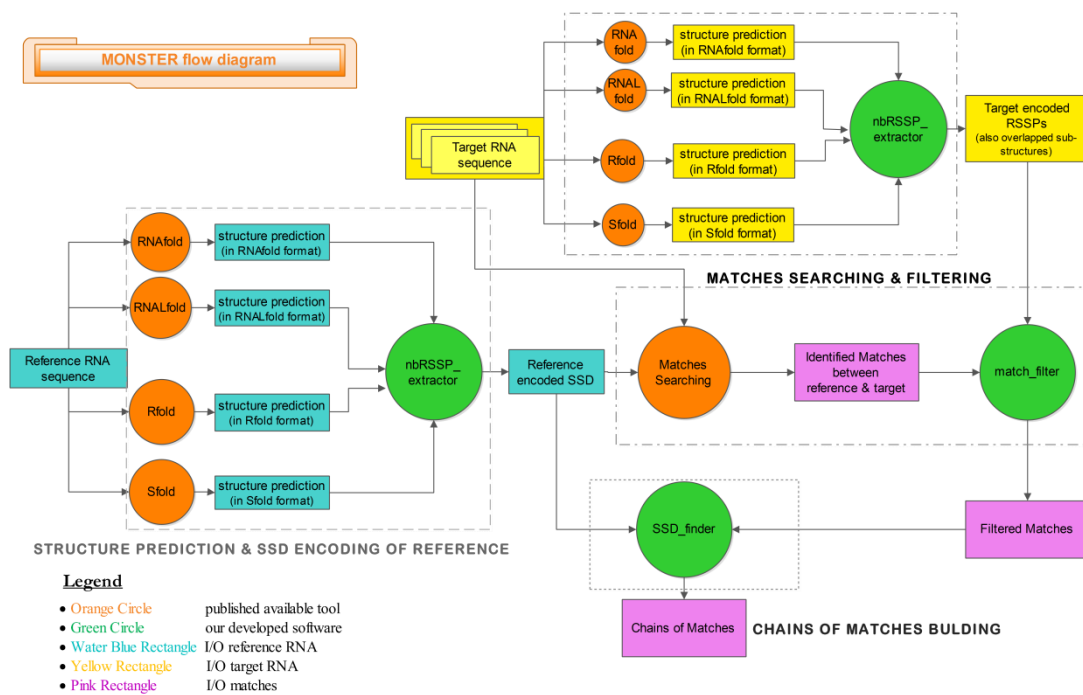 MONSTER flow diagram
RNA
fold
structure prediction
(in RNAfold format)
RNAL
fold
structure prediction
(in RNALfold format)
Target RNA
sequence
Rfold
structure prediction
(in Rfold format)
Sfold
structure prediction
(in Sfold format)
nbRSSP_
extractor
Target encoded
RSSPs
(also overlapped sub-
structures)
MATCHES SEARCHING & FILTERING
RNAfold
structure prediction
(in RNAfold format)
RNALfold
structure prediction
(in RNALfold format)
Reference RNA
sequence
Rfold
structure prediction
(in Rfold format)
Sfold
structure prediction
(in Sfold format)
nbRSSP_
extractor
Reference
encoded SSD
Matches
Searching
Identified Matches
between
reference & target
match_filter
STRUCTURE PREDICTION & SSD ENCODING OF REFERENCE
SSD_finder
Filtered Matches
Chains of Matches
CHAINS OF MATCHES BULDING
Legend
• Orange Circle published available tool
• Green Circle our developed software
• Water Blue Rectangle I/O reference RNA
• Yellow Rectangle I/O target RNA
• Pink Rectangle I/O matches